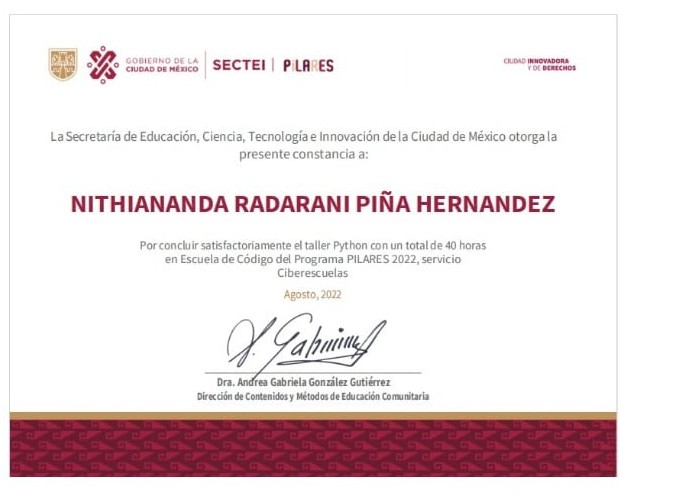 GOBIERNO DE LA
CIUDAD DE MÉXICO
SECTEI
PILARES
CIUDAD INNOVADORA
Y DE DERECHOS
La Secretaría de Educación, Ciencia, Tecnología e Innovación de la Ciudad de México otorga la
presente constancia a:
NITHIANANDA RADARANI PIÑA HERNANDEZ
Por concluir satisfactoriamente el taller Python con un total de 40 horas
en Escuela de Código del Programa PILARES 2022, servicio
Ciberescuelas
Agosto, 2022
Dra. Andrea Gabriela González Gutiérrez
Dirección de Contenidos y Métodos de Educación Comunitaria